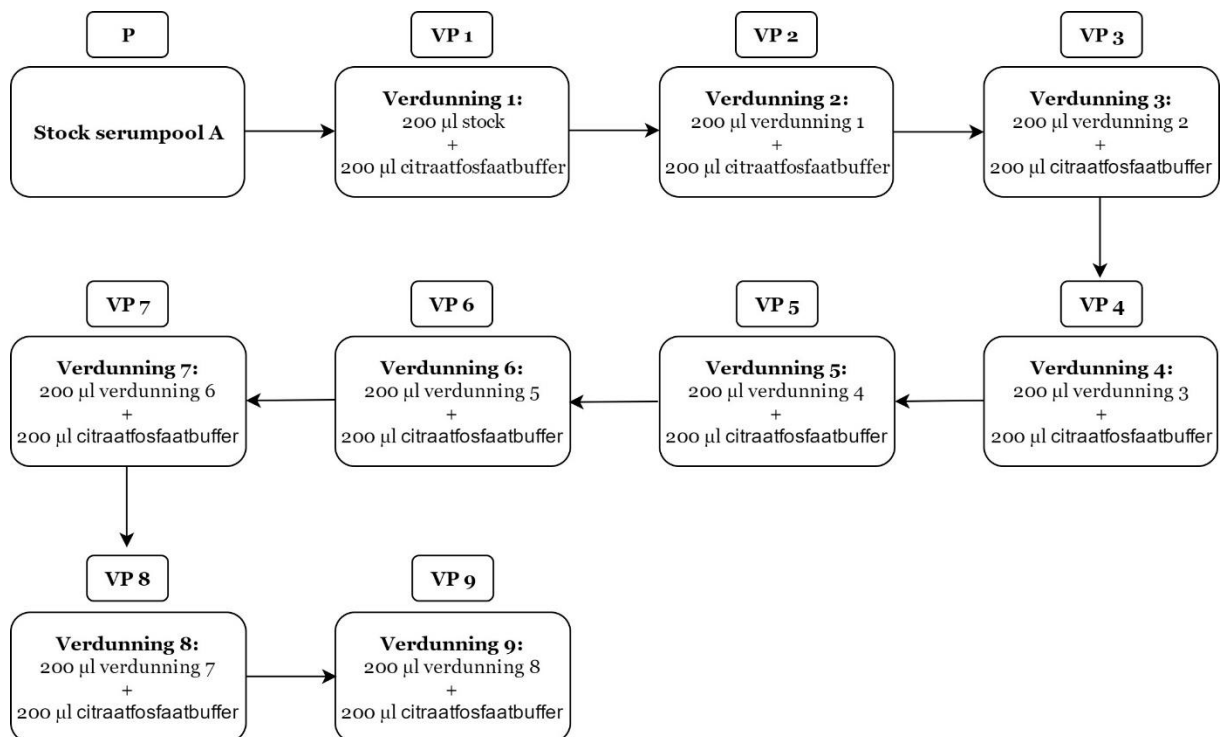 P
Stock serumpool A
VP 1
Verdunning 1:
200 µl stock
+
200 µl citraatfosfaatbuffer
VP 2
Verdunning 2:
200 µl verdunning 1
+
200 µl citraatfosfaatbuffer
VP 3
Verdunning 3:
200 µl verdunning 2
+
200 µl citraatfosfaatbuffer
VP 4
Verdunning 4:
200 µl verdunning 3
+
200 µl citraatfosfaatbuffer
VP 5
Verdunning 5:
200 µl verdunning 4
+
200 µl citraatfosfaatbuffer
VP 6
Verdunning 6:
200 µl verdunning 5
+
200 µl citraatfosfaatbuffer
VP 7
Verdunning 7:
200 µl verdunning 6
+
200 µl citraatfosfaatbuffer
VP 8
Verdunning 8:
200 µl verdunning 7
+
200 µl citraatfosfaatbuffer
VP 9
Verdunning 9:
200 µl verdunning 8
+
200 µl citraatfosfaatbuffer